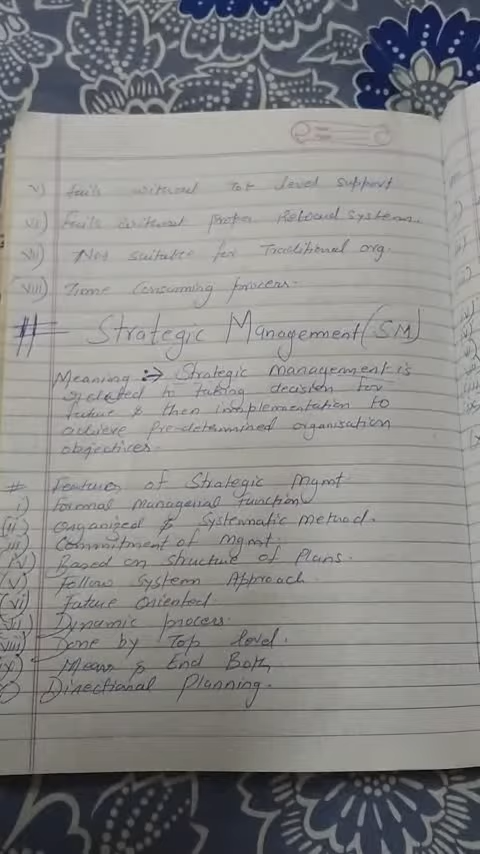 v) Fails without Top level support
vi) Fails without proper Reward System.
vii) Not suitable for Traditional org.
viii) Time Consuming process.
# Strategic Management (SM)
Meaning :-> Strategic management is
related to taking decision for
future & then implementation to
achieve pre-determined organisation
objectives.
# Features of Strategic Mgmt
i) Formal Managerial Function
(ii) Organized & Systematic method.
iii) Commitment of mgmt.
(iv) Based on structure of Plans.
(v) Follow System Approach.
(vi) Future oriented.
(vii) Dynamic process.
(viii) Done by Top level.
(ix) Means & End Both
x) Directional Planning.